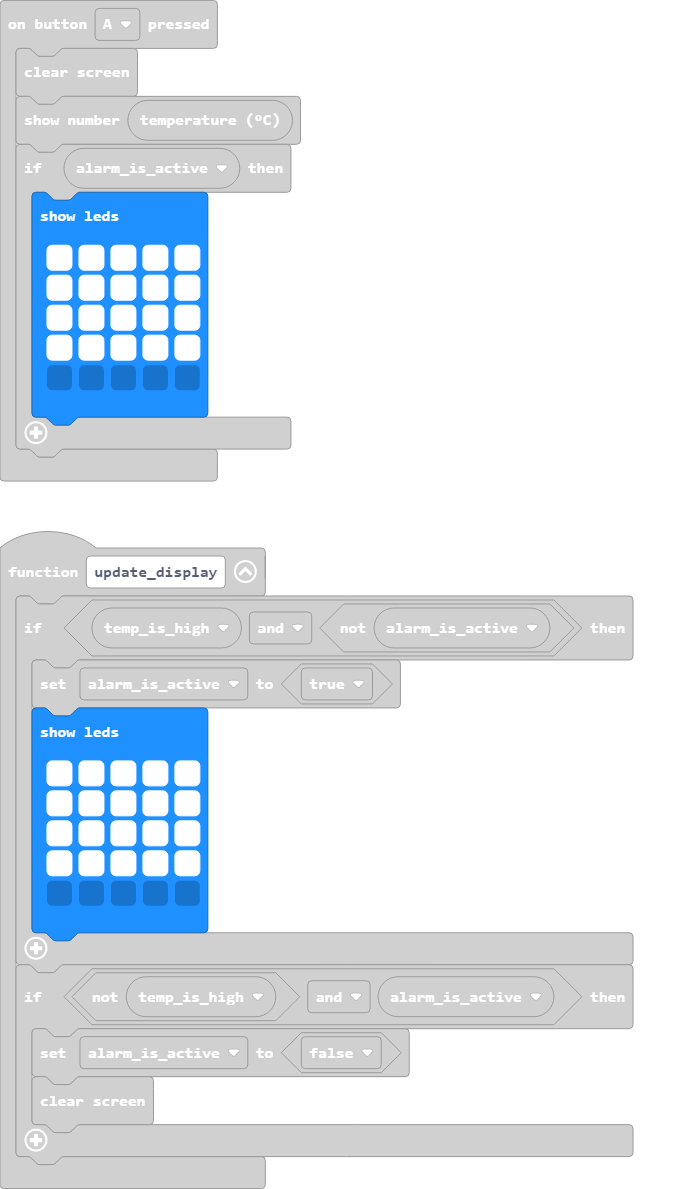 on button A pressed
clear screen
show number temperature (°C)
if alarm_is_active then
show leds
function update_display
if temp_is_high and not alarm_is_active then
set alarm_is_active to true
show leds
if not temp_is_high and alarm_is_active then
set alarm_is_active to false
clear screen